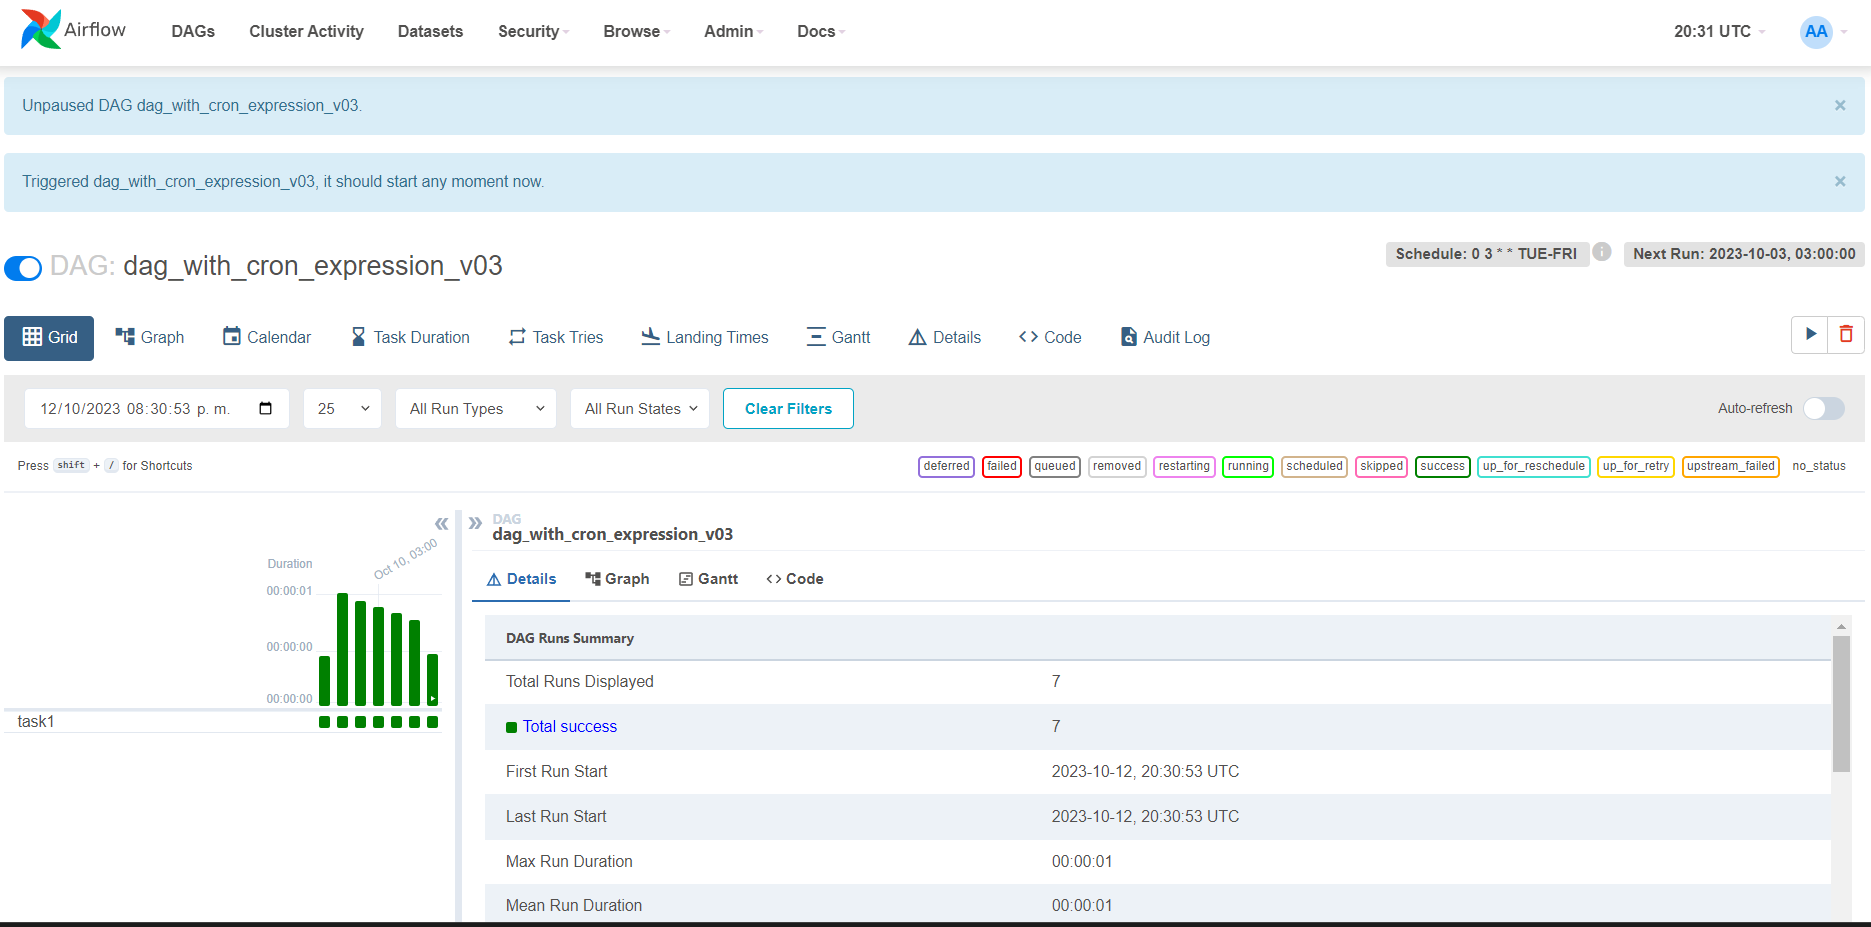 Airflow
DAGs
Cluster Activity
Datasets
Security
Browse
Admin
Docs
20:31 UTC
AA
Unpaused DAG dag_with_cron_expression_v03.
×
Triggered dag_with_cron_expression_v03, it should start any moment now.
×
DAG: dag_with_cron_expression_v03
Schedule: 0 3 * * TUE-FRI
Next Run: 2023-10-03, 03:00:00
Grid
Graph
Calendar
Task Duration
Task Tries
Landing Times
Gantt
Details
Code
Audit Log
12/10/2023 08:30:53 p. m.
25
All Run Types
All Run States
Clear Filters
Auto-refresh
Press shift + / for Shortcuts
deferred
failed
queued
removed
restarting
running
scheduled
skipped
success
up_for_reschedule
up_for_retry
upstream_failed
no_status
Duration
Oct 10, 03:00
00:00:01
00:00:00
00:00:00
task1
DAG
dag_with_cron_expression_v03
Details
Graph
Gantt
Code
DAG Runs Summary
Total Runs Displayed 7
Total success 7
First Run Start 2023-10-12, 20:30:53 UTC
Last Run Start 2023-10-12, 20:30:53 UTC
Max Run Duration 00:00:01
Mean Run Duration 00:00:01